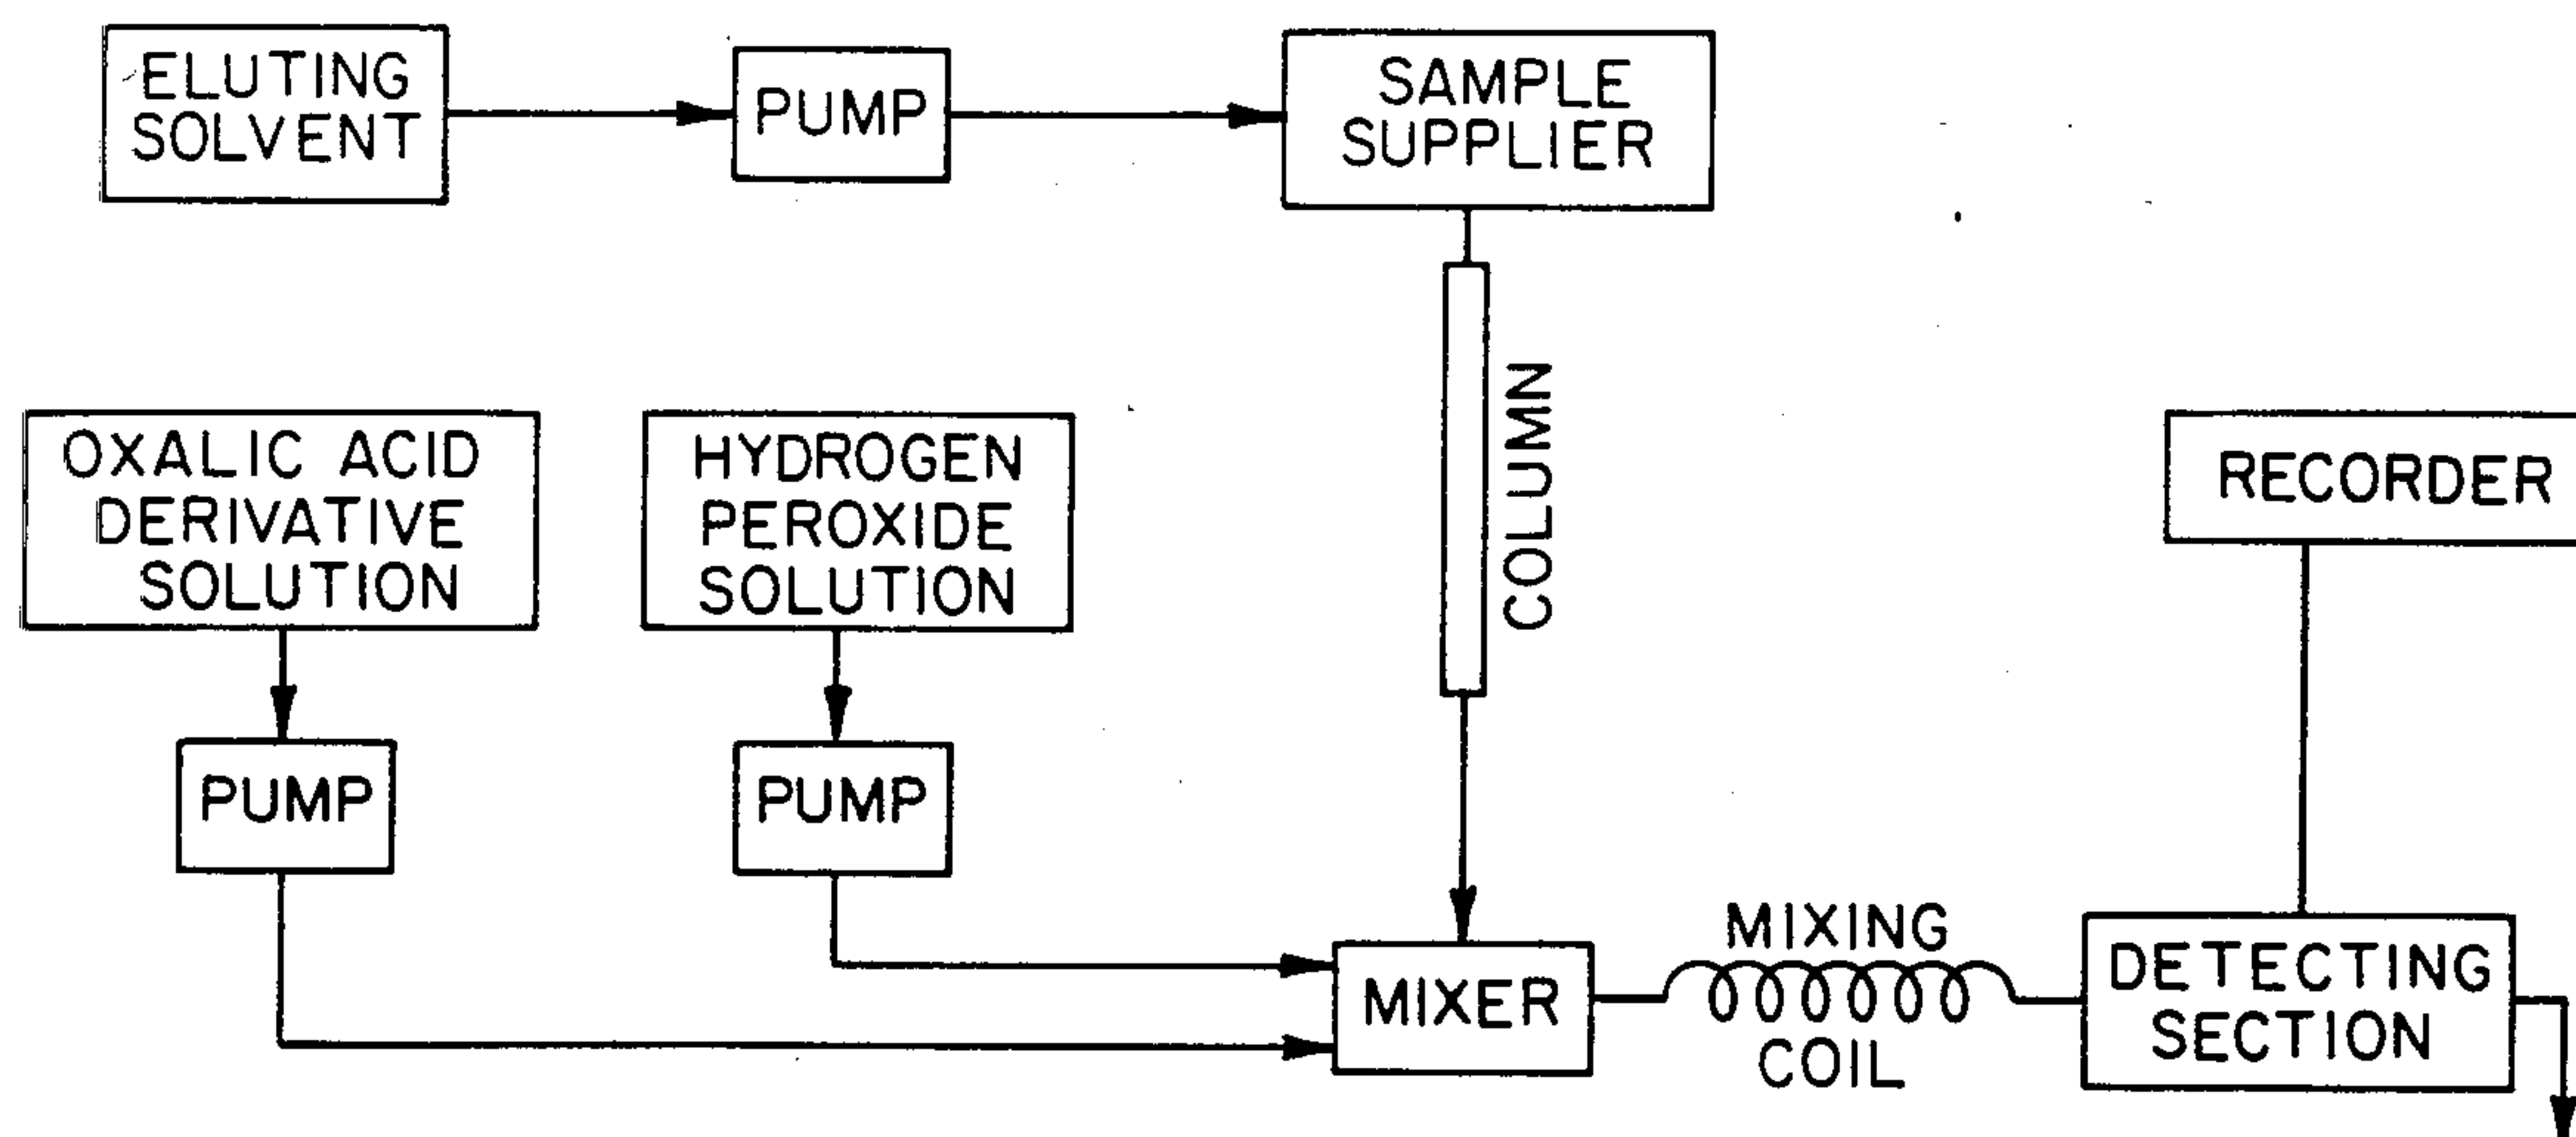 ELUTING
SOLVENT
PUMP
SAMPLE
SUPPLIER
COLUMN
OXALIC ACID
DERIVATIVE
SOLUTION
HYDROGEN
PEROXIDE
SOLUTION
RECORDER
PUMP
PUMP
MIXER
MIXING
COIL
DETECTING
SECTION